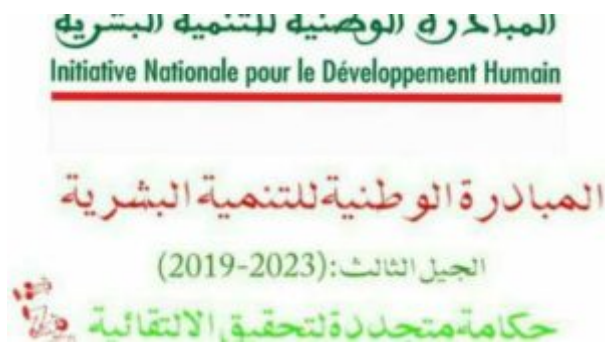 المبادرة الوطنية للتنمية البشرية
Initiative Nationale pour le Développement Humain
المبادرة الوطنية للتنمية البشرية
الجيل الثالث:(2023-2019)
حكامة متجددة لتحقيق الالتقائية